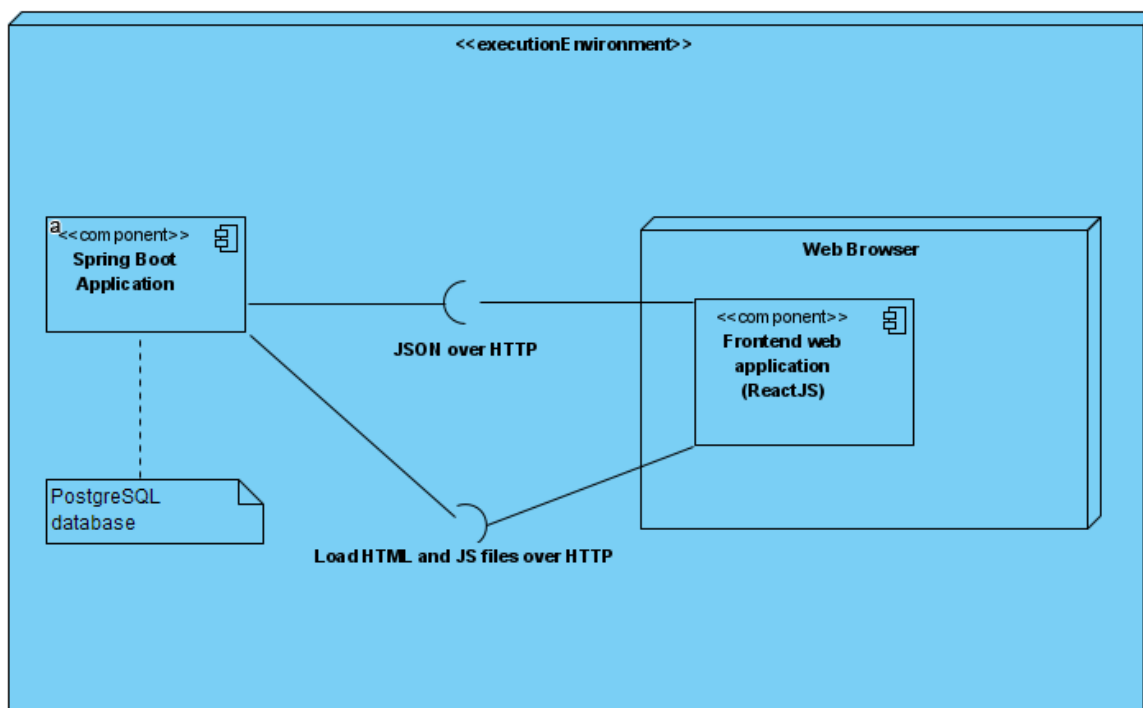 <<executionEnvironment>>
a
<<component>>
Spring Boot
Application
Web Browser
<<component>>
Frontend web
application
(ReactJS)
JSON over HTTP
PostgreSQL
database
Load HTML and JS files over HTTP